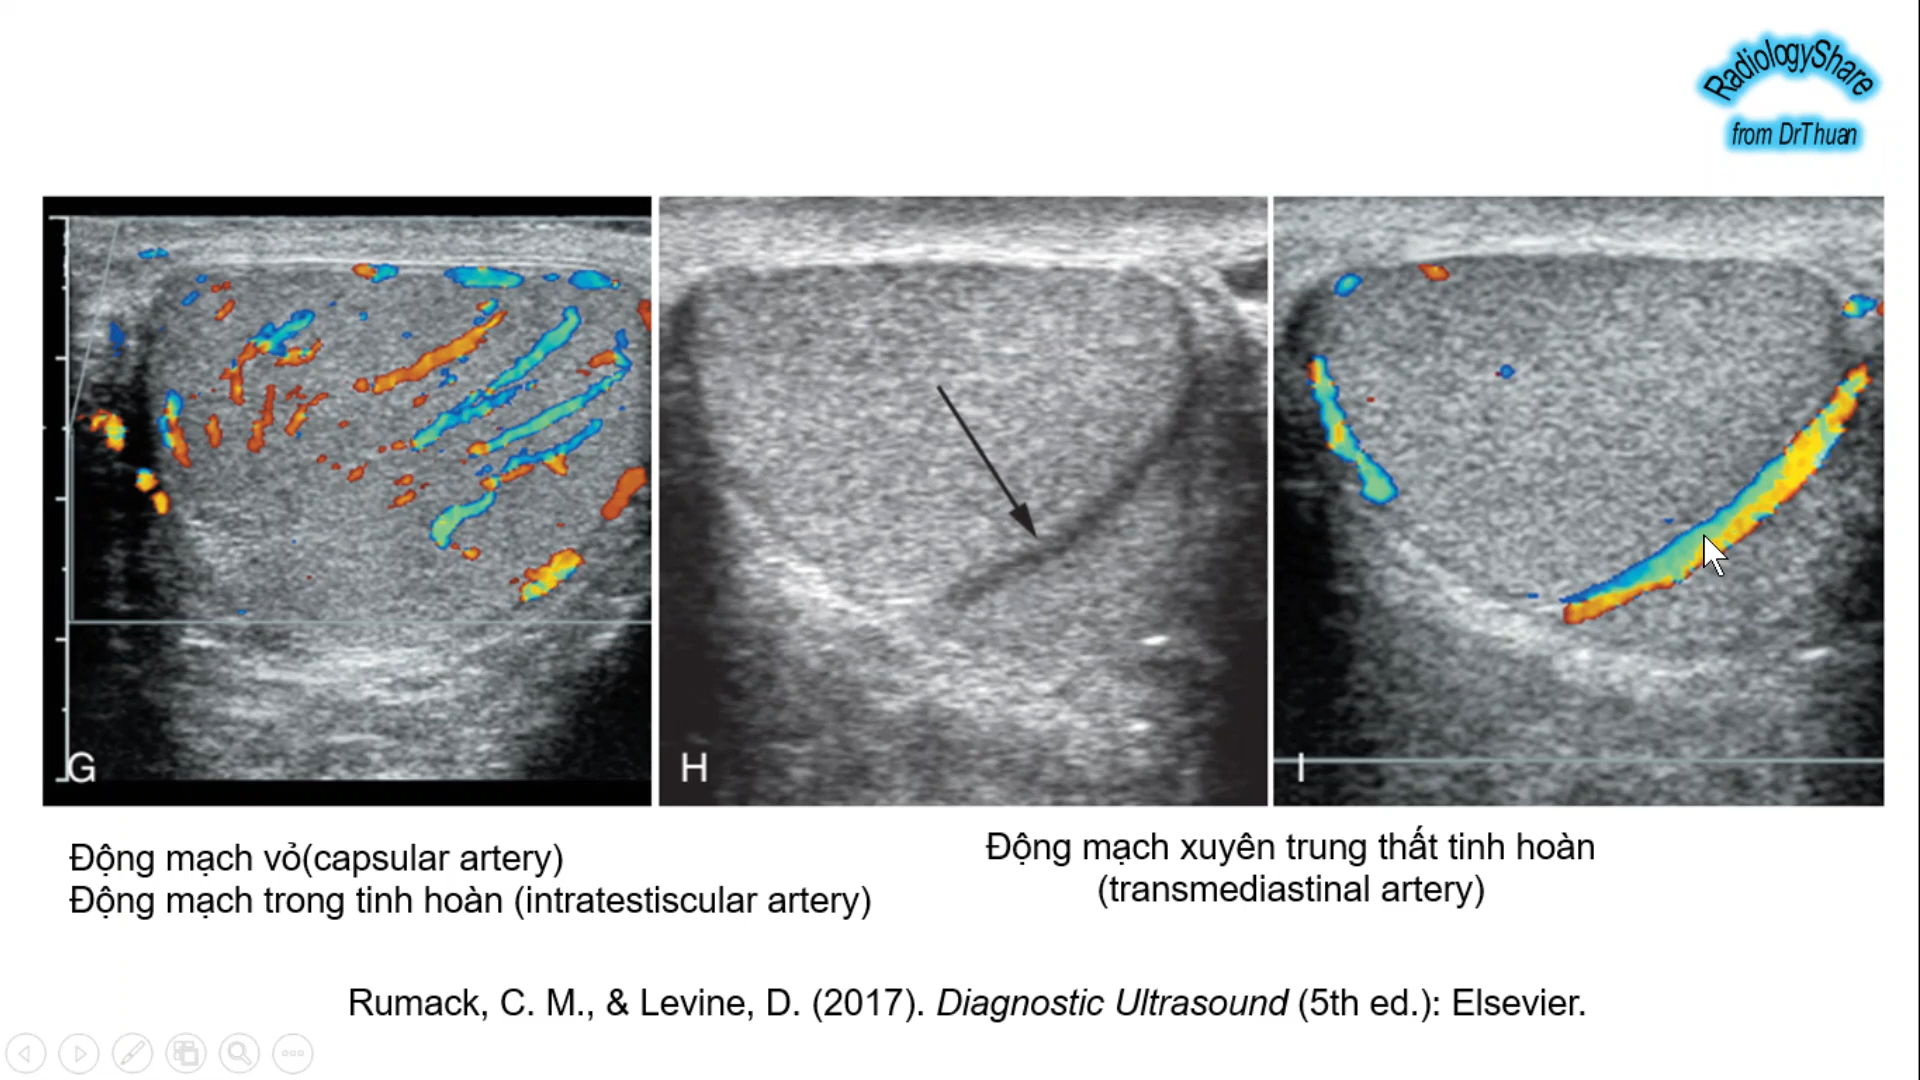 RadiologyShare
from DrThuan
G
H
I
Động mạch vỏ(capsular artery)
Động mạch trong tinh hoàn (intratestiscular artery)
Động mạch xuyên trung thất tinh hoàn
(transmediastinal artery)
Rumack, C. M., & Levine, D. (2017). Diagnostic Ultrasound (5th ed.): Elsevier.